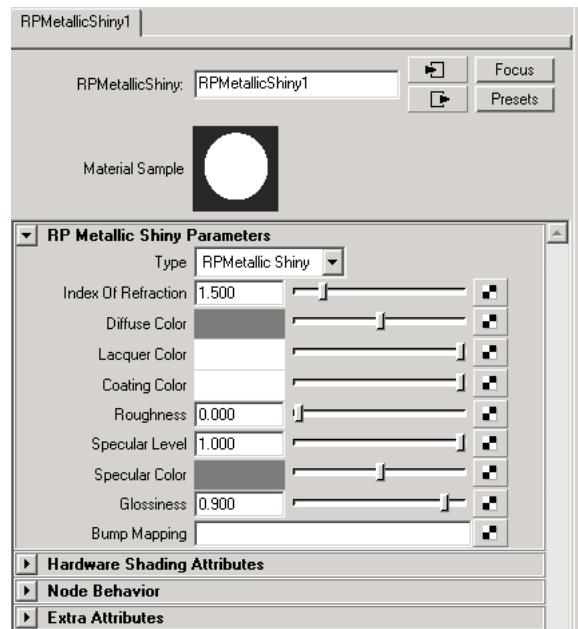 RPMetallicShiny1
RPMetallicShiny: RPMetallicShiny1
Focus
Presets
Material Sample
RP Metallic Shiny Parameters
Type RPMetallic Shiny
Index Of Refraction 1.500
Diffuse Color
Lacquer Color
Coating Color
Roughness 0.000
Specular Level 1.000
Specular Color
Glossiness 0.900
Bump Mapping
Hardware Shading Attributes
Node Behavior
Extra Attributes